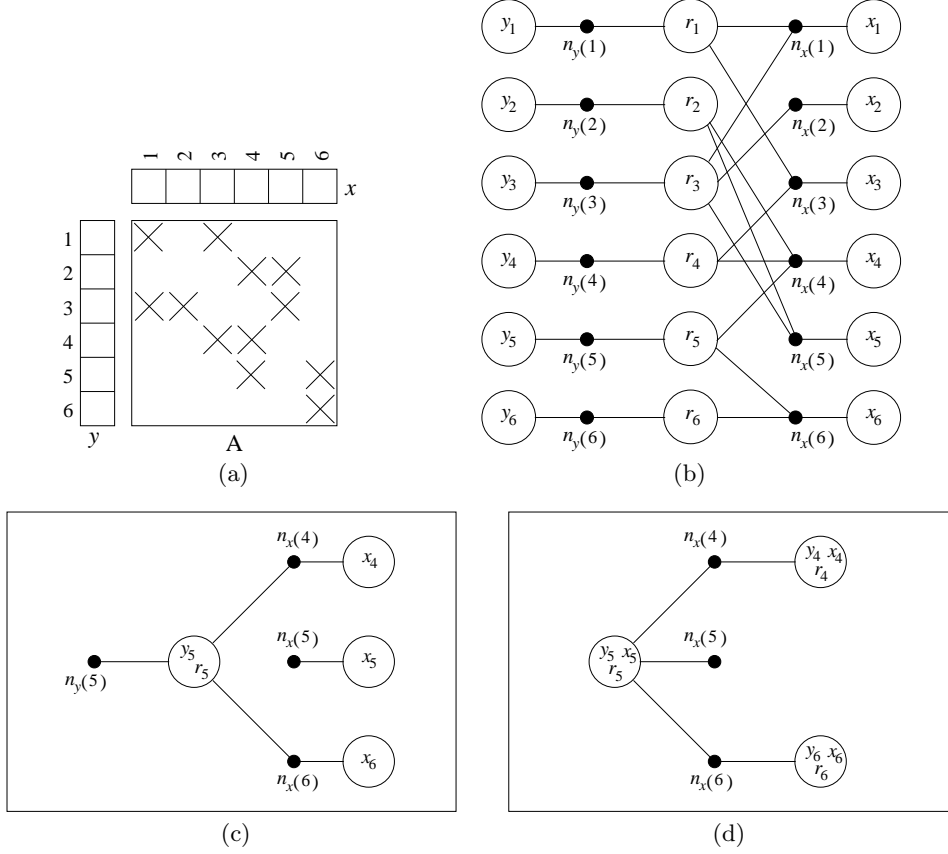 1 2 3 4 5 6
x
1
2
3
4
5
6
y
A
(a)
y1 ny(1) r1 nx(1) x1
y2 ny(2) r2 nx(2) x2
y3 ny(3) r3 nx(3) x3
y4 ny(4) r4 nx(4) x4
y5 ny(5) r5 nx(5) x5
y6 ny(6) r6 nx(6) x6
(b)
nx(4)
x4
nx(5)
y5
r5
x5
ny(5)
x6
nx(6)
(c)
nx(4)
y4 x4
r4
nx(5)
y5 x5
r5
y6 x6
r6
nx(6)
(d)